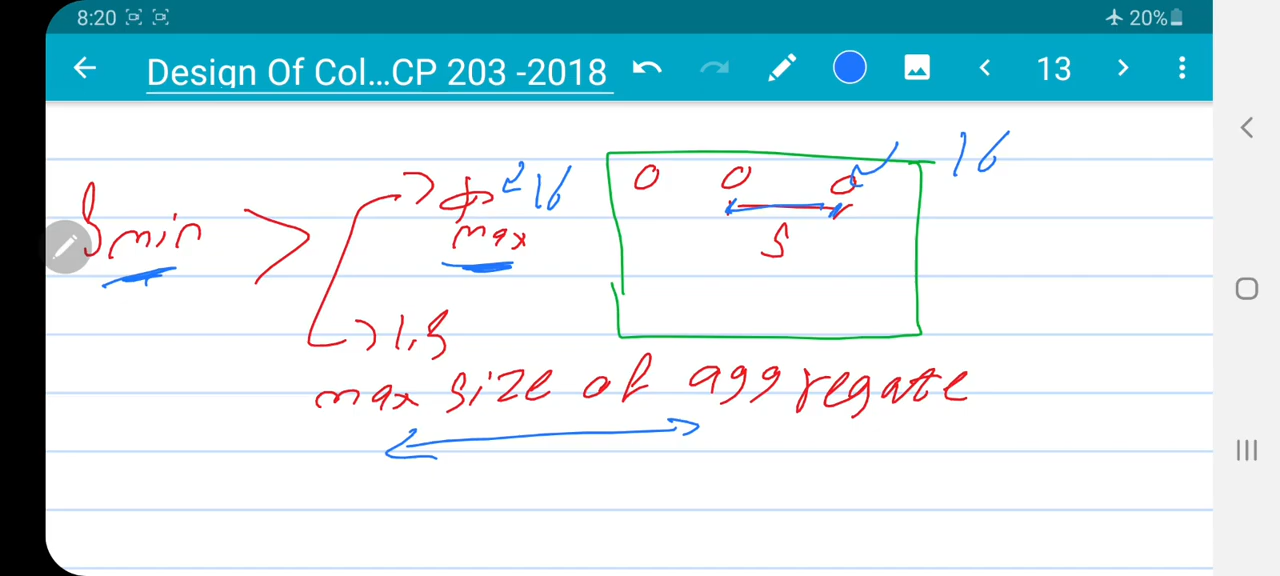 8:20 20%
Design Of Col...CP 203 -2018 13
16
Smin > φ 16
max
S
1.5
max size of aggregate